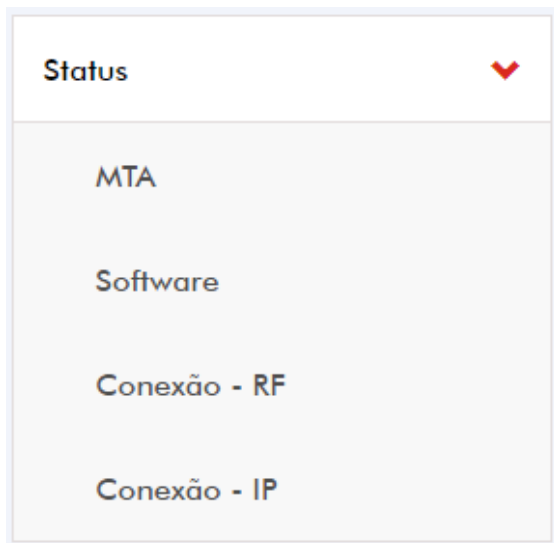 Status
MTA
Software
Conexão - RF
Conexão - IP